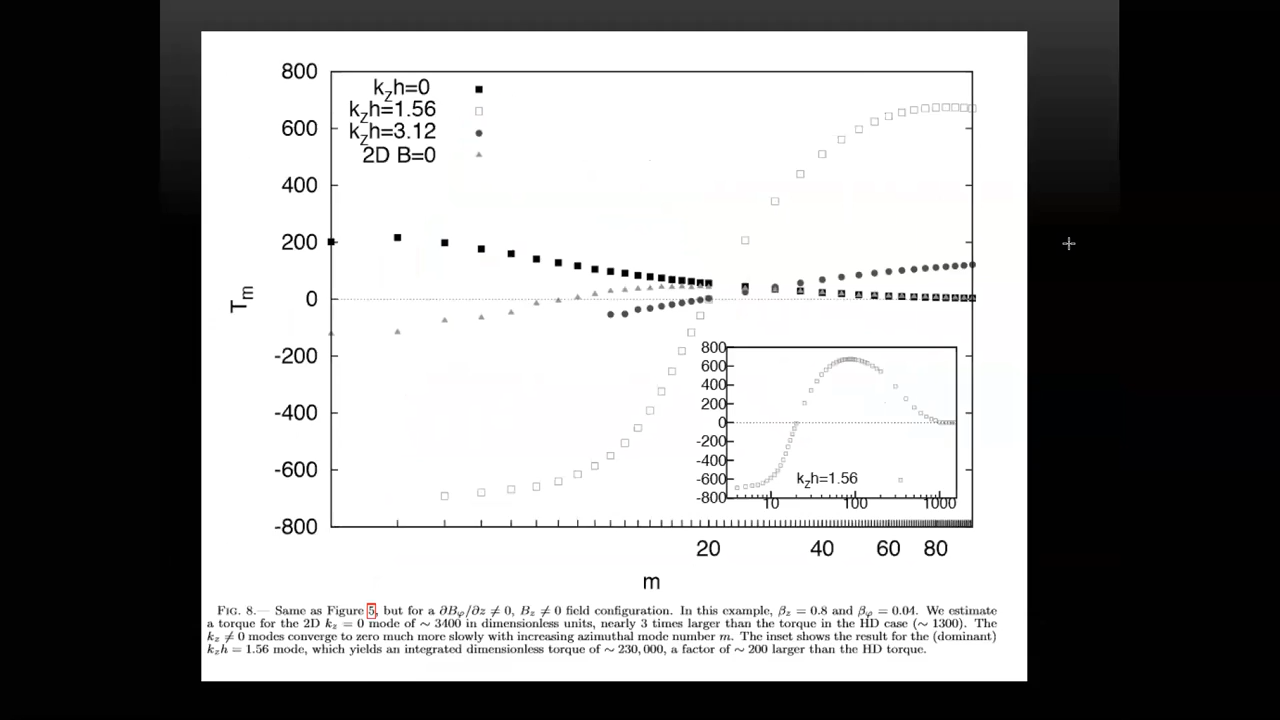 800
600
400
200
0
-200
-400
-600
-800
k_zh=0
k_zh=1.56
k_zh=3.12
2D B=0
T_m
20
40
60
80
m
800
600
400
200
0
-200
-400
-600
-800
k_zh=1.56
10
100
1000
FIG. 8.— Same as Figure 5, but for a ∂B_φ/∂z ≠ 0, B_z ≠ 0 field configuration. In this example, β_z = 0.8 and β_φ = 0.04. We estimate
a torque for the 2D k_z = 0 mode of ∼ 3400 in dimensionless units, nearly 3 times larger than the torque in the HD case (∼ 1300). The
k_z ≠ 0 modes converge to zero much more slowly with increasing azimuthal mode number m. The inset shows the result for the (dominant)
k_zh = 1.56 mode, which yields an integrated dimensionless torque of ∼ 230, 000, a factor of ∼ 200 larger than the HD torque.